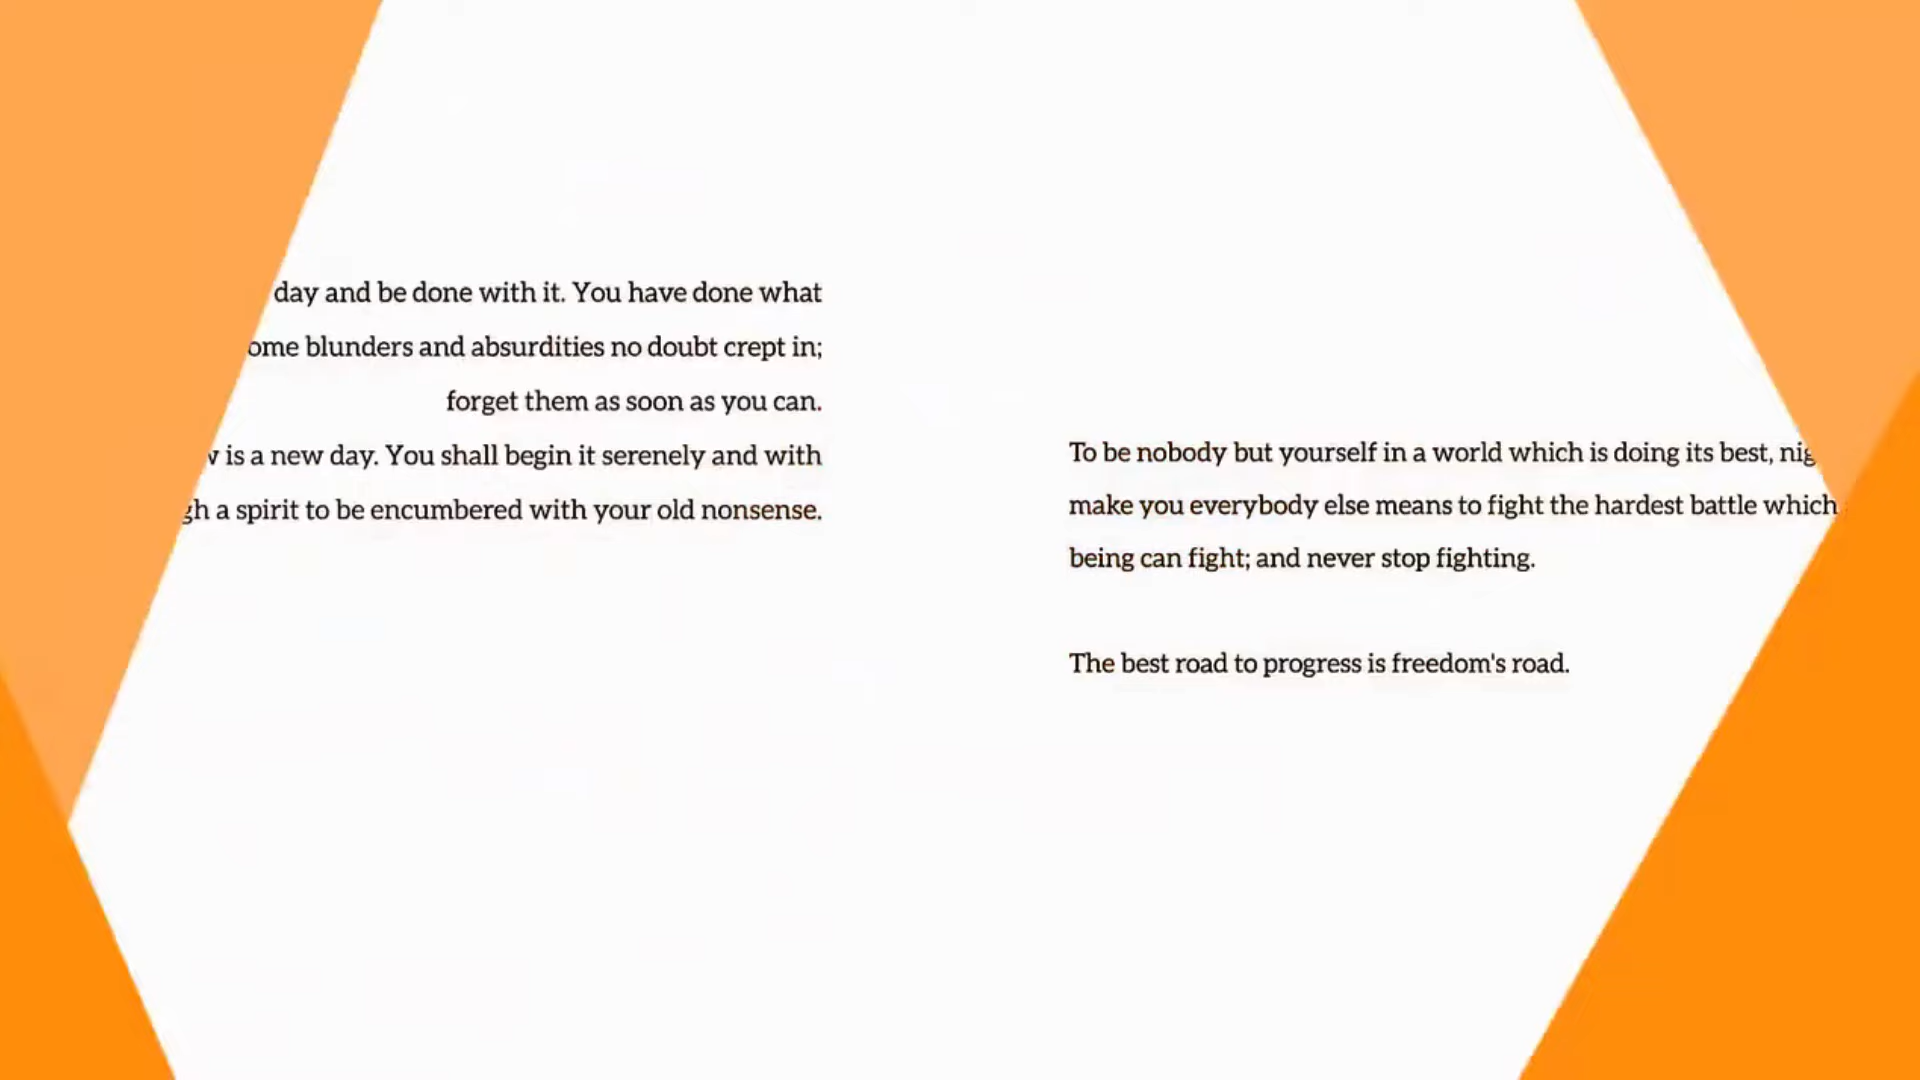 day and be done with it. You have done what
blunders and absurdities no doubt crept in;
forget them as soon as you can.
is a new day. You shall begin it serenely and with
a spirit to be encumbered with your old nonsense.
To be nobody but yourself in a world which is doing its best,
make you everybody else means to fight the hardest battle which
being can fight; and never stop fighting.
The best road to progress is freedom's road.